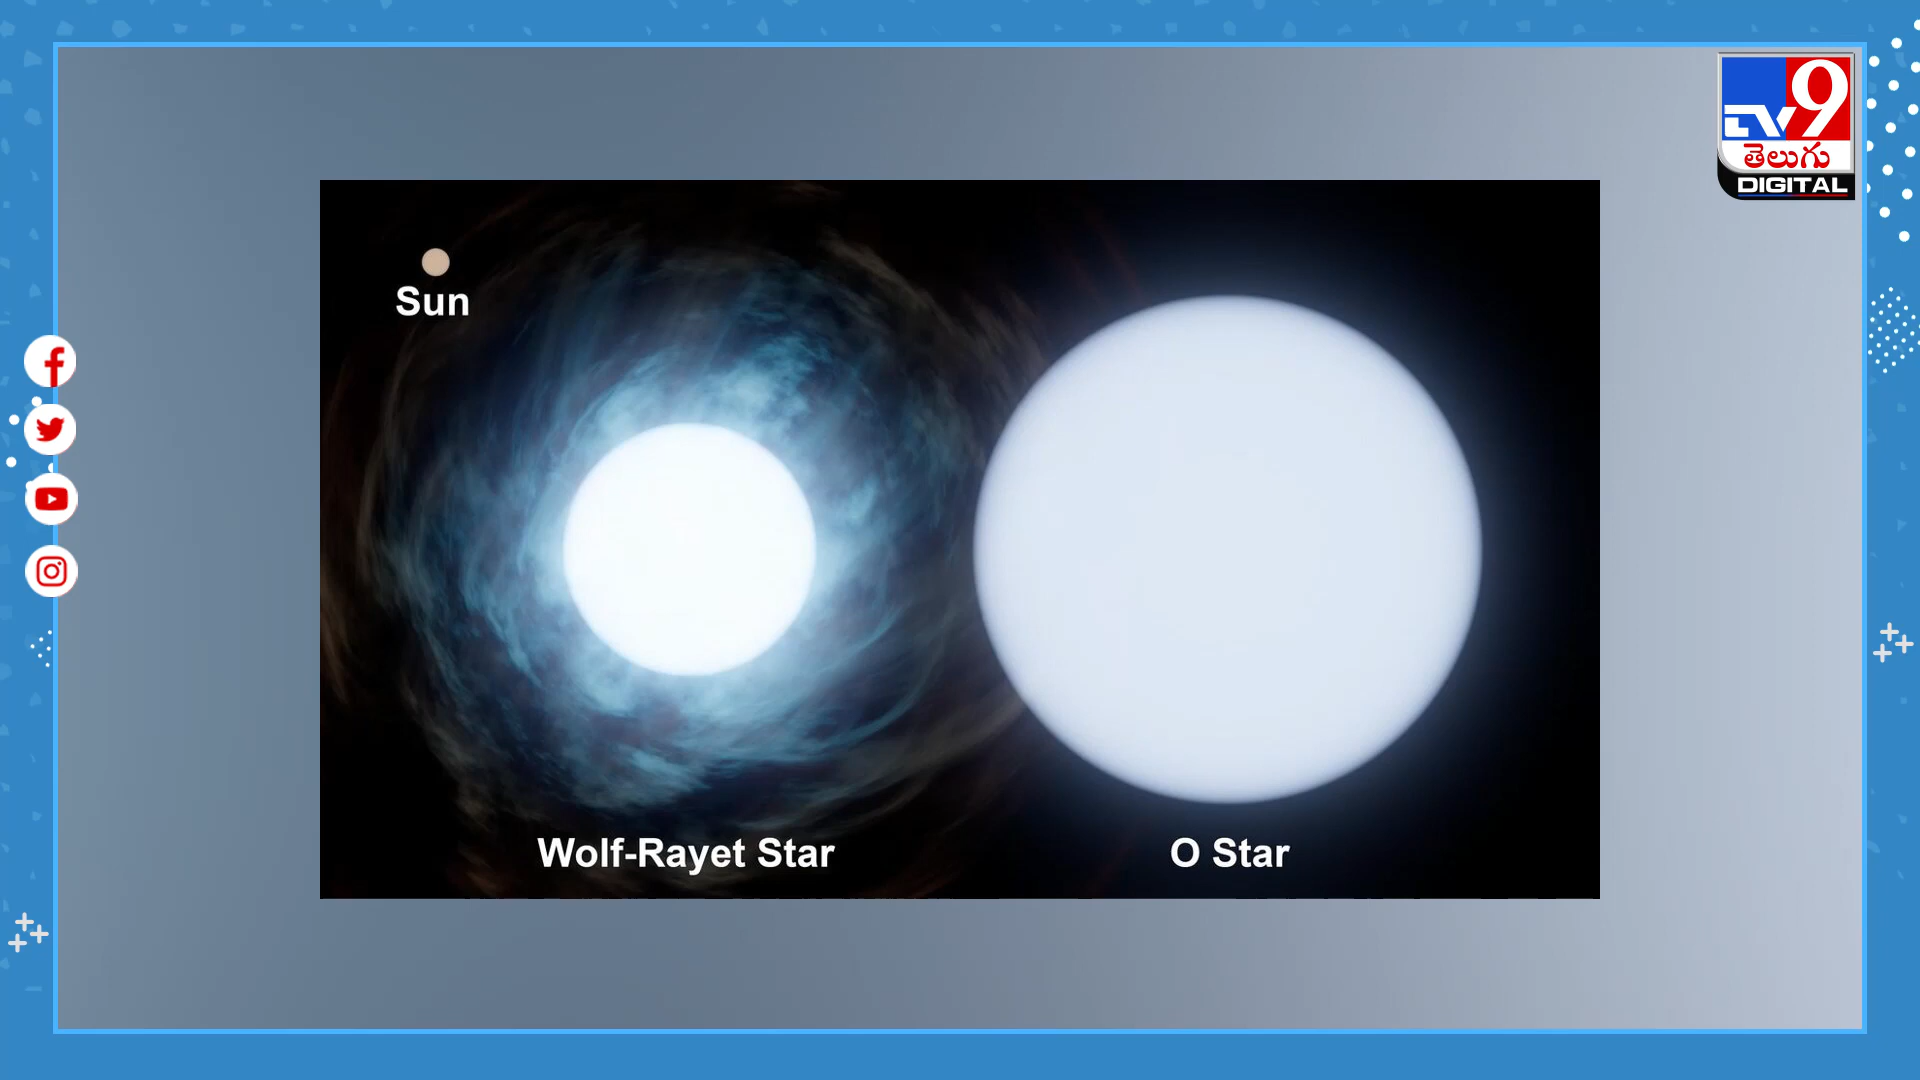 TV9
తెలుగు
DIGITAL
Sun
Wolf-Rayet Star
O Star